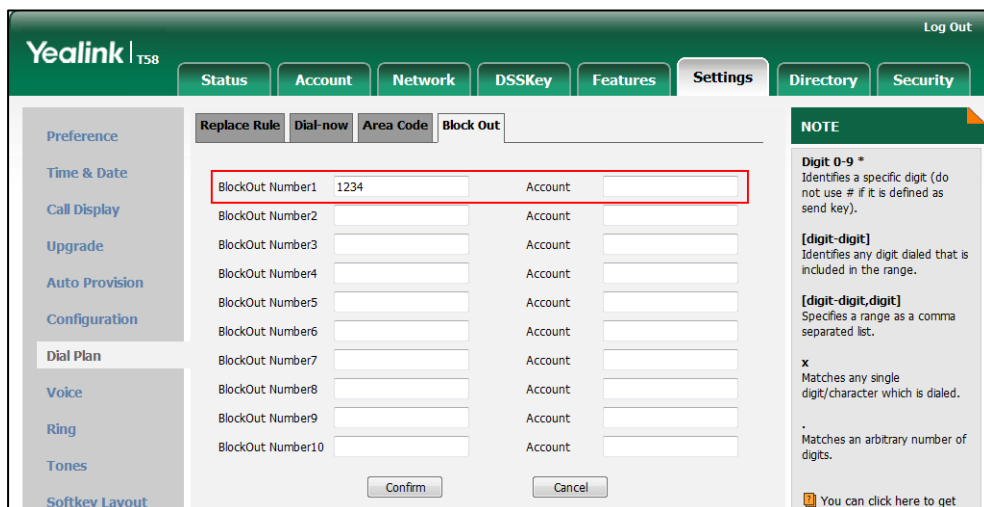 Log Out
Yealink T58
Status Account Network DSSKey Features Settings Directory Security
Preference
Time & Date
Call Display
Upgrade
Auto Provision
Configuration
Dial Plan
Voice
Ring
Tones
Softkey Layout
Replace Rule Dial-now Area Code Block Out
BlockOut Number1 1234 Account
BlockOut Number2 Account
BlockOut Number3 Account
BlockOut Number4 Account
BlockOut Number5 Account
BlockOut Number6 Account
BlockOut Number7 Account
BlockOut Number8 Account
BlockOut Number9 Account
BlockOut Number10 Account
Confirm Cancel
NOTE
Digit 0-9 *
Identifies a specific digit (do
not use # if it is defined as
send key).
[digit-digit]
Identifies any digit dialed that is
included in the range.
[digit-digit,digit]
Specifies a range as a comma
separated list.
x
Matches any single
digit/character which is dialed.
.
Matches an arbitrary number of
digits.
? You can click here to get